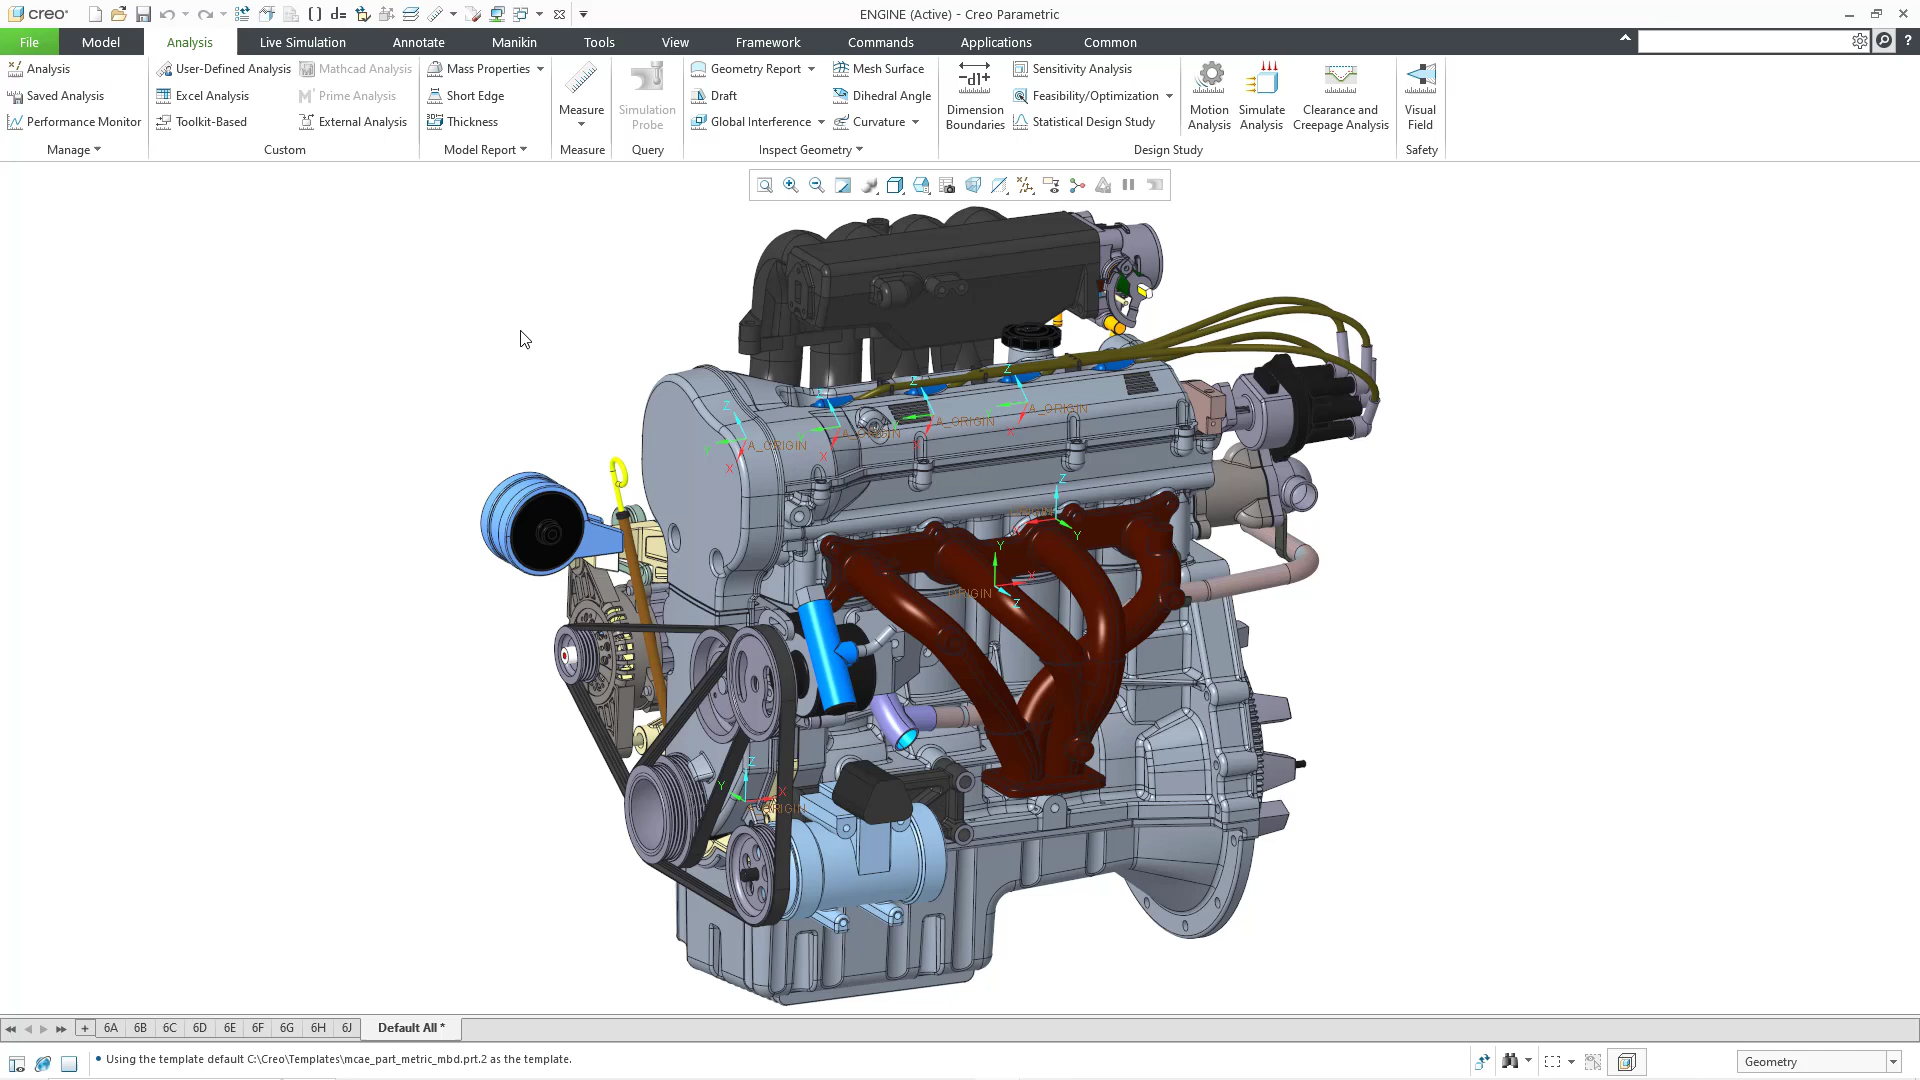 creo
d=
ENGINE (Active) - Creo Parametric
File Model Analysis Live Simulation Annotate Manikin Tools View Framework Commands Applications Common
Analysis
Saved Analysis
Performance Monitor
Manage
User-Defined Analysis
Excel Analysis
Toolkit-Based
Mathcad Analysis
Prime Analysis
External Analysis
Custom
Mass Properties
Short Edge
Thickness
Model Report
Measure
Measure
Simulation
Probe
Query
Geometry Report
Draft
Global Interference
Mesh Surface
Dihedral Angle
Curvature
Inspect Geometry
Dimension
Boundaries
Sensitivity Analysis
Feasibility/Optimization
Statistical Design Study
Design Study
Motion
Analysis
Simulate
Analysis
Clearance and
Creepage Analysis
Visual
Field
Safety
Z
Y
X
A_ORIGIN
Z
X
A_ORIGIN
Z
A_ORIGIN
Z
X
A_ORIGIN
Z
Y
ORIGIN
Y
X
Z
ORIGIN
Z
Y
X
A_ORIGIN
6A 6B 6C 6D 6E 6F 6G 6H 6J Default All *
• Using the template default C:\Creo\Templates\mcae_part_metric_mbd.prt.2 as the template.
Geometry